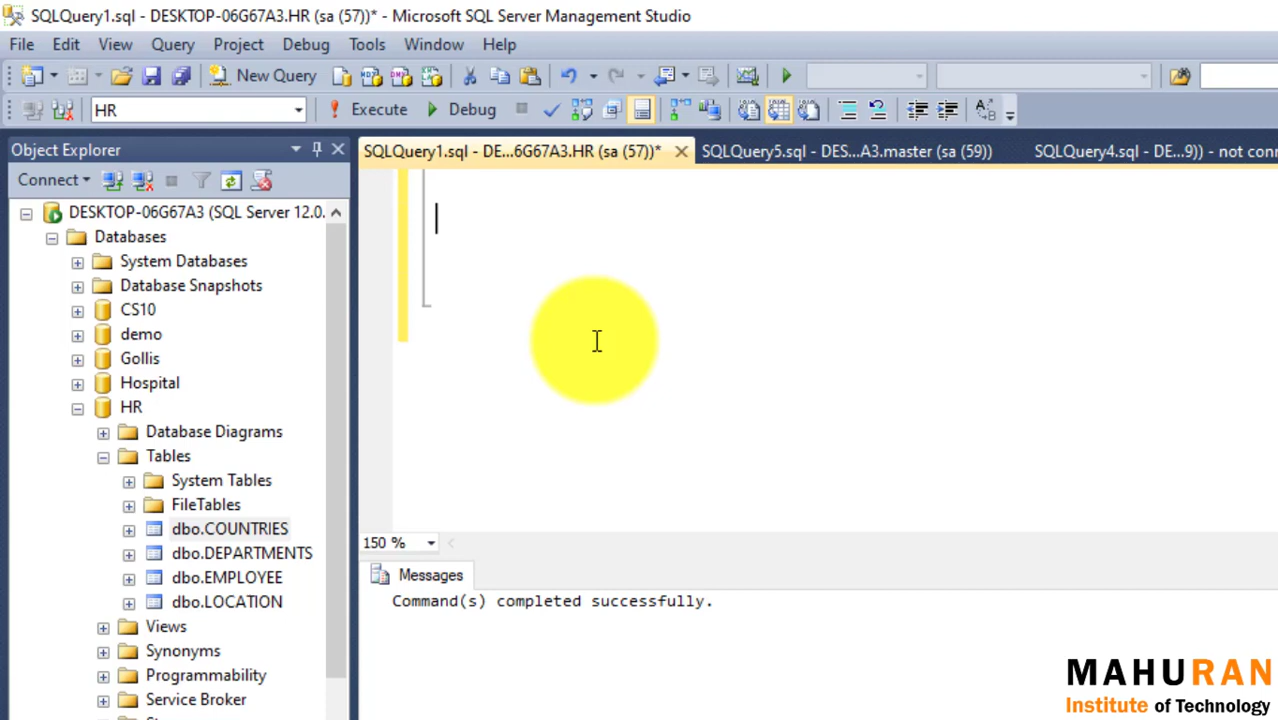 SQLQuery1.sql - DESKTOP-06G67A3.HR (sa (57))* - Microsoft SQL Server Management Studio
File Edit View Query Project Debug Tools Window Help
New Query
HR Execute Debug
Object Explorer
SQLQuery1.sql - DE...6G67A3.HR (sa (57))* SQLQuery5.sql - DES...A3.master (sa (59)) SQLQuery4.sql - DE...9)) - not conn
Connect
DESKTOP-06G67A3 (SQL Server 12.0.
Databases
System Databases
Database Snapshots
CS10
demo
Gollis
Hospital
HR
Database Diagrams
Tables
System Tables
FileTables
dbo.COUNTRIES
150 %
dbo.DEPARTMENTS
Messages
dbo.EMPLOYEE
Command(s) completed successfully.
dbo.LOCATION
Views
Synonyms
Programmability
Service Broker
MAHURAN
Institute of Technology